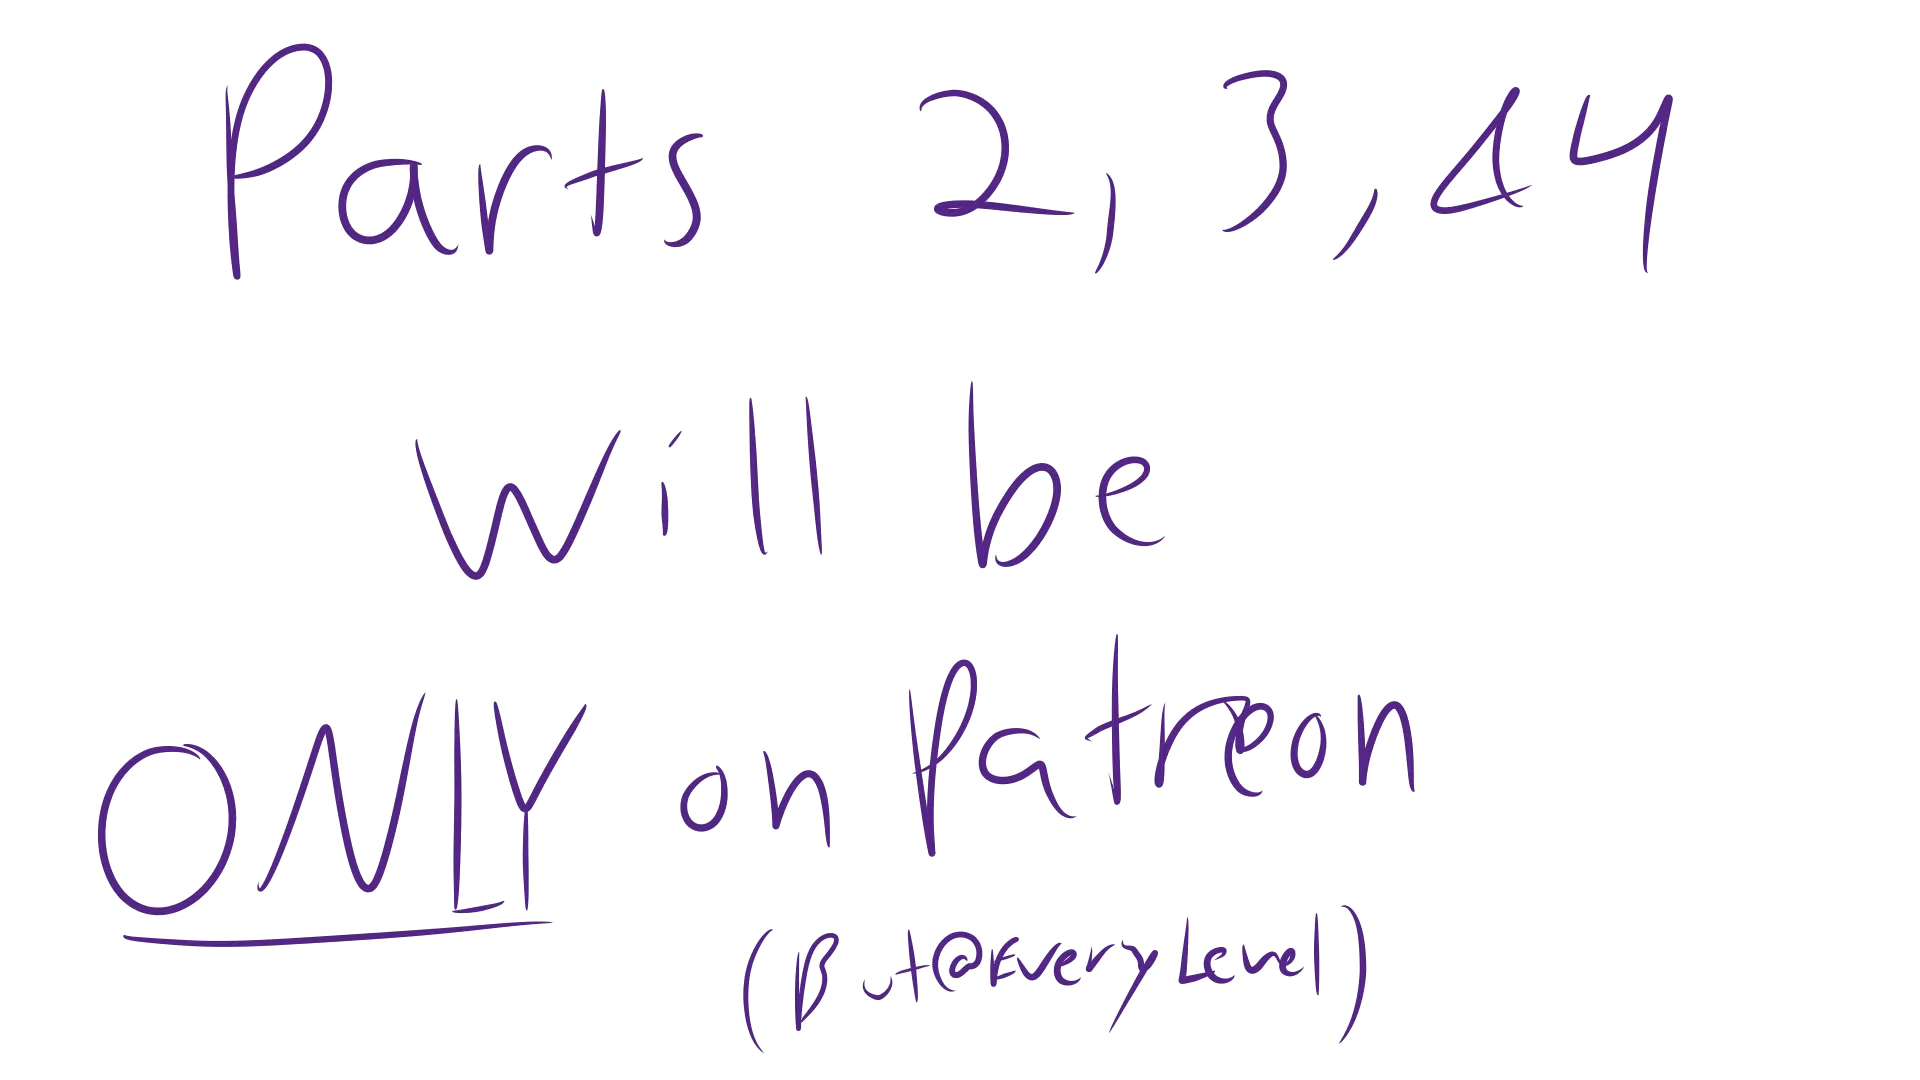 Parts 2, 3, & 4
will be
ONLY on Patreon
(But @ Every Level)